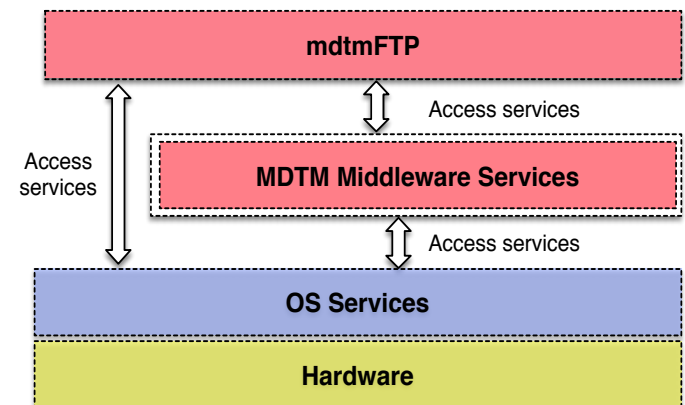 mdtmFTP
Access services
Access
services
MDTM Middleware Services
Access services
OS Services
Hardware